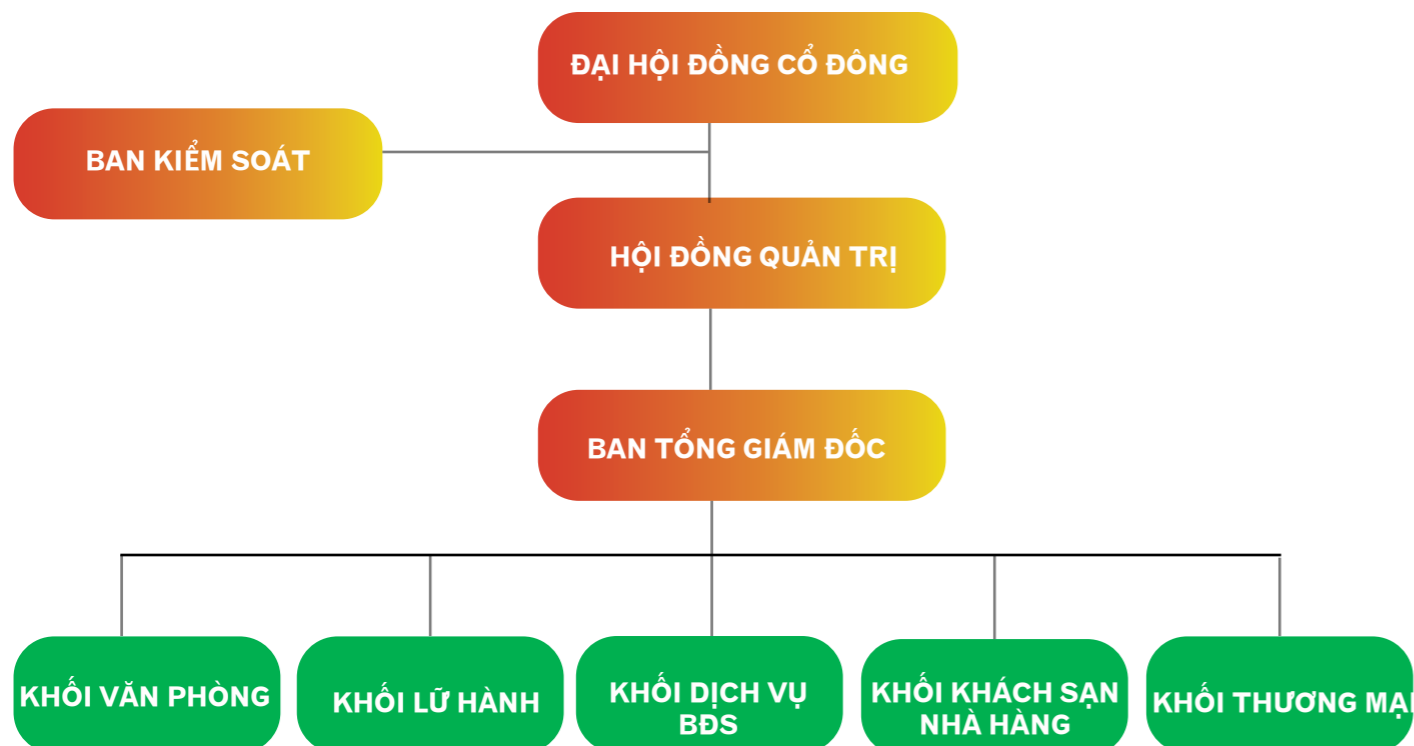 ĐẠI HỘI ĐỒNG CỔ ĐÔNG
BAN KIỂM SOÁT
HỘI ĐỒNG QUẢN TRỊ
BAN TỔNG GIÁM ĐỐC
KHỐI VĂN PHÒNG
KHỐI LỮ HÀNH
KHỐI DỊCH VỤ
BĐS
KHỐI KHÁCH SẠN
NHÀ HÀNG
KHỐI THƯƠNG MẠI